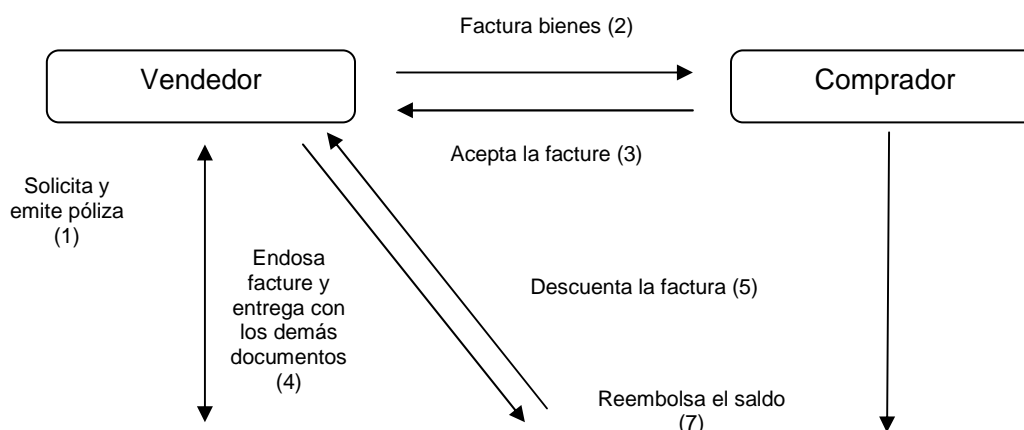 Factura bienes (2)
Vendedor
Comprador
Acepta la facture (3)
Solicita y
emite póliza
(1)
Endosa
facture y
entrega con
los demás
documentos
(4)
Descuenta la factura (5)
Reembolsa el saldo
(7)